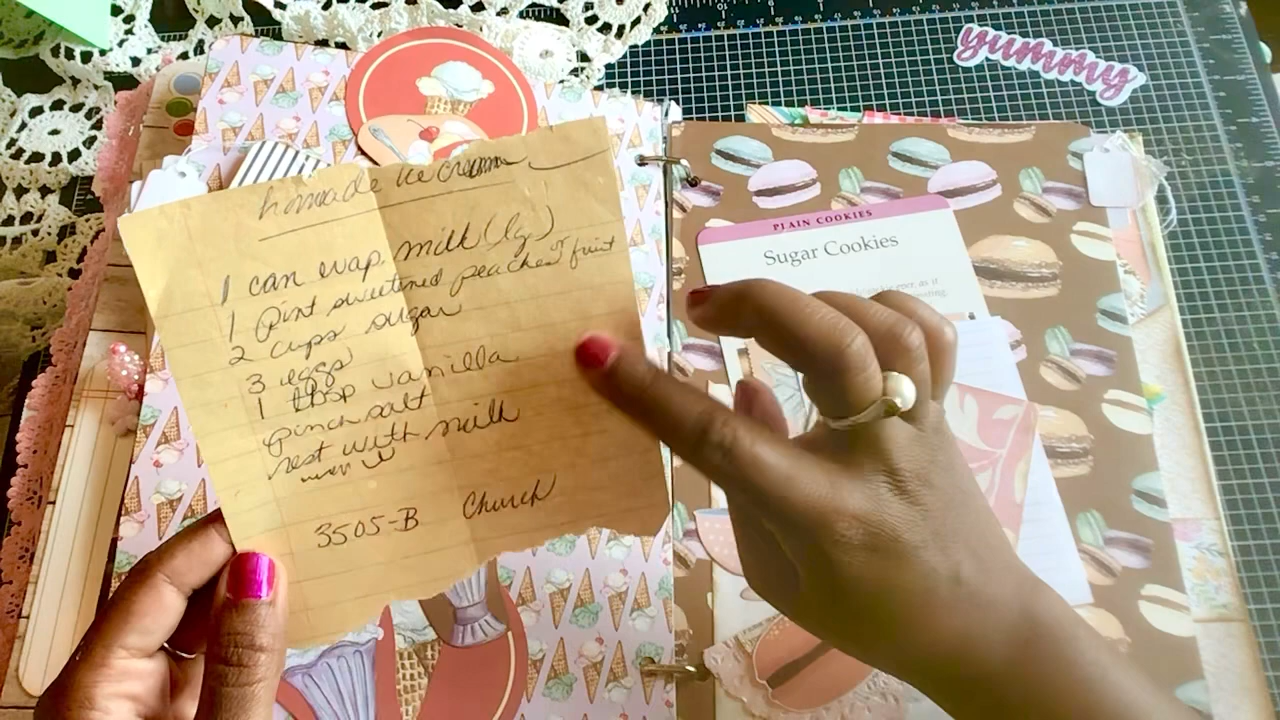 homade Ice cream
1 can evap. milk (lg)
1 pint sweetened peaches or fruit
2 cups sugar
3 eggs
1 tbsp vanilla
pinch salt
rest with milk
3505-B Church
yummy
PLAIN COOKIES
Sugar Cookies